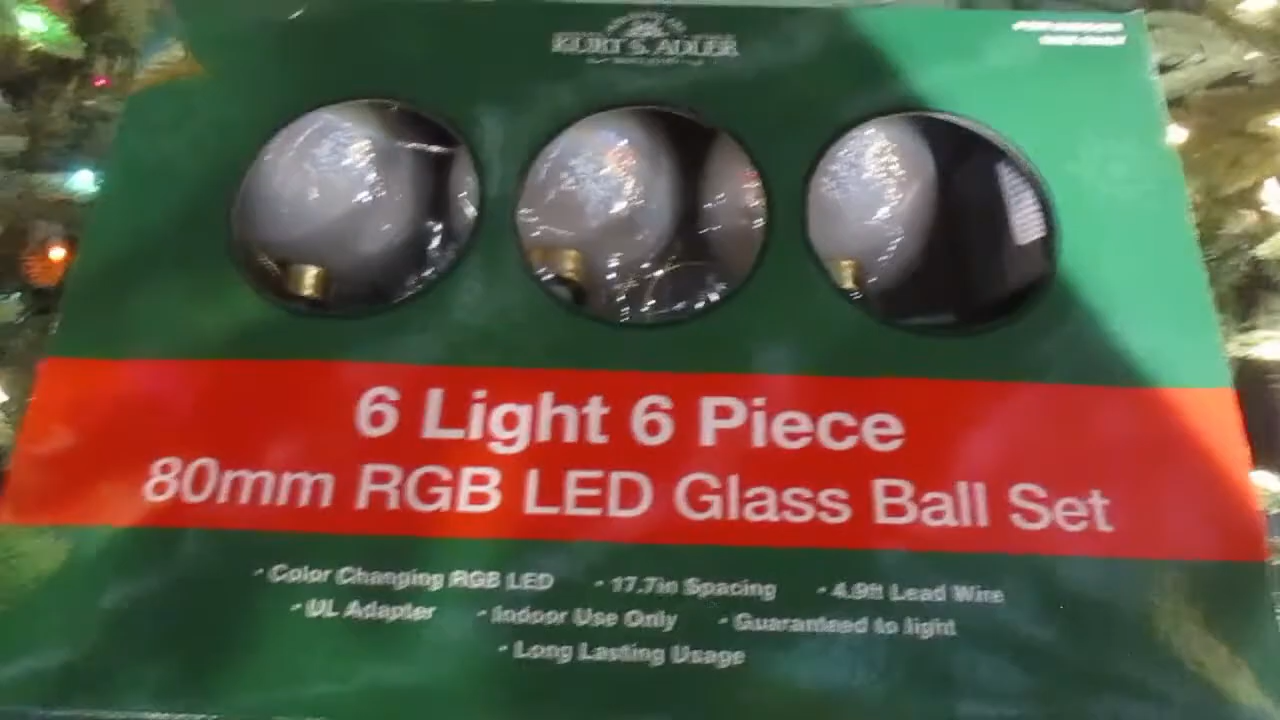 KURT S. ADLER
6 Light 6 Piece
80mm RGB LED Glass Ball Set
· Color Changing RGB LED · 17.7in Spacing · 4.9ft Lead Wire
· UL Adapter · Indoor Use Only · Guaranteed to light
· Long Lasting Usage